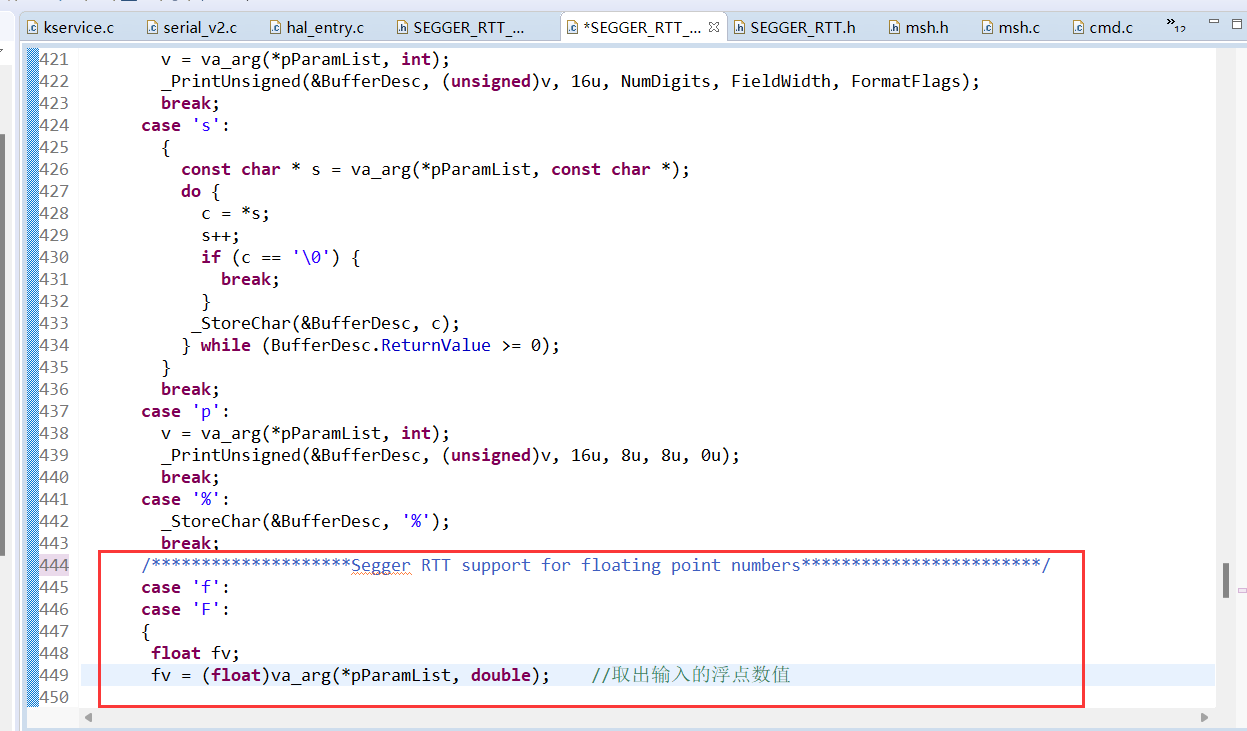 kservice.c serial_v2.c hal_entry.c SEGGER_RTT_... *SEGGER_RTT_... SEGGER_RTT.h msh.h msh.c cmd.c »12
421 v = va_arg(*pParamList, int);
422 _PrintUnsigned(&BufferDesc, (unsigned)v, 16u, NumDigits, FieldWidth, FormatFlags);
423 break;
424 case 's':
425 {
426 const char * s = va_arg(*pParamList, const char *);
427 do {
428 c = *s;
429 s++;
430 if (c == '\0') {
431 break;
432 }
433 _StoreChar(&BufferDesc, c);
434 } while (BufferDesc.ReturnValue >= 0);
435 }
436 break;
437 case 'p':
438 v = va_arg(*pParamList, int);
439 _PrintUnsigned(&BufferDesc, (unsigned)v, 16u, 8u, 8u, 0u);
440 break;
441 case '%':
442 _StoreChar(&BufferDesc, '%');
443 break;
444 /********************Segger RTT support for floating point numbers************************/
445 case 'f':
446 case 'F':
447 {
448 float fv;
449 fv = (float)va_arg(*pParamList, double); //取出输入的浮点数值
450